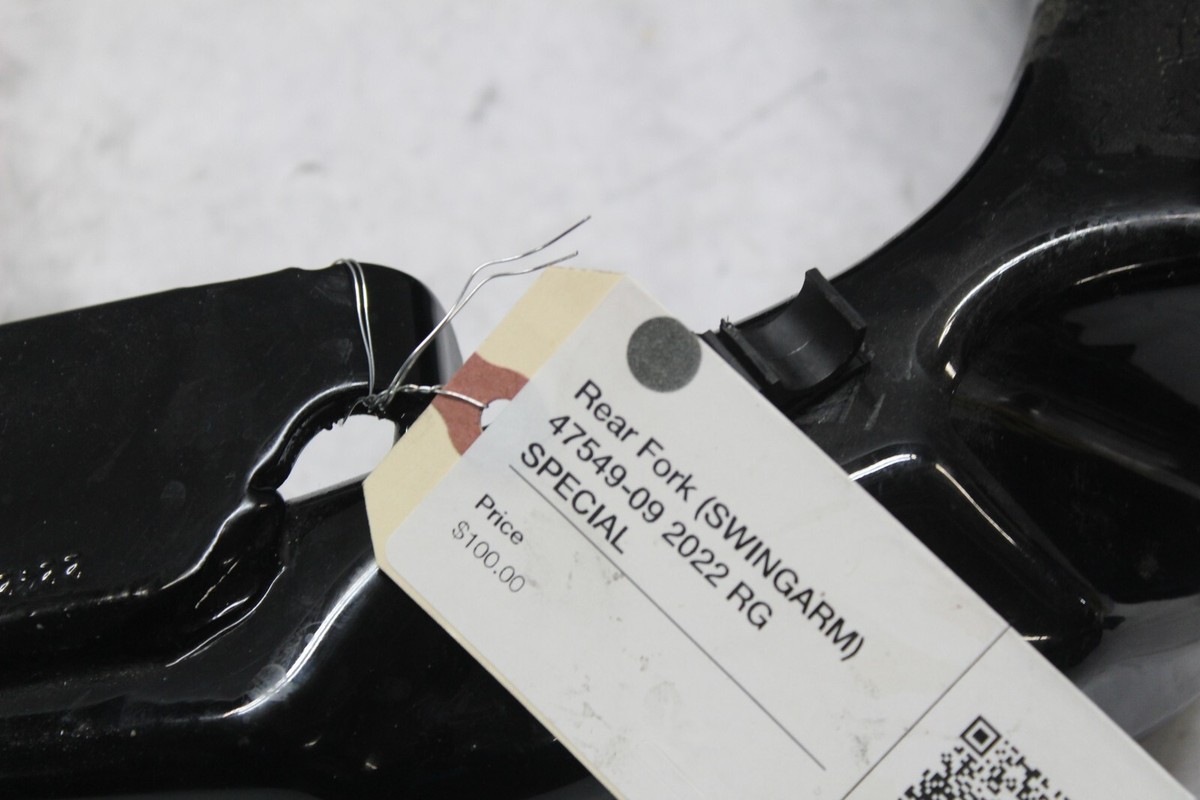 Rear Fork (SWINGARM)
47549-09 2022 RG
SPECIAL
Price
$100.00